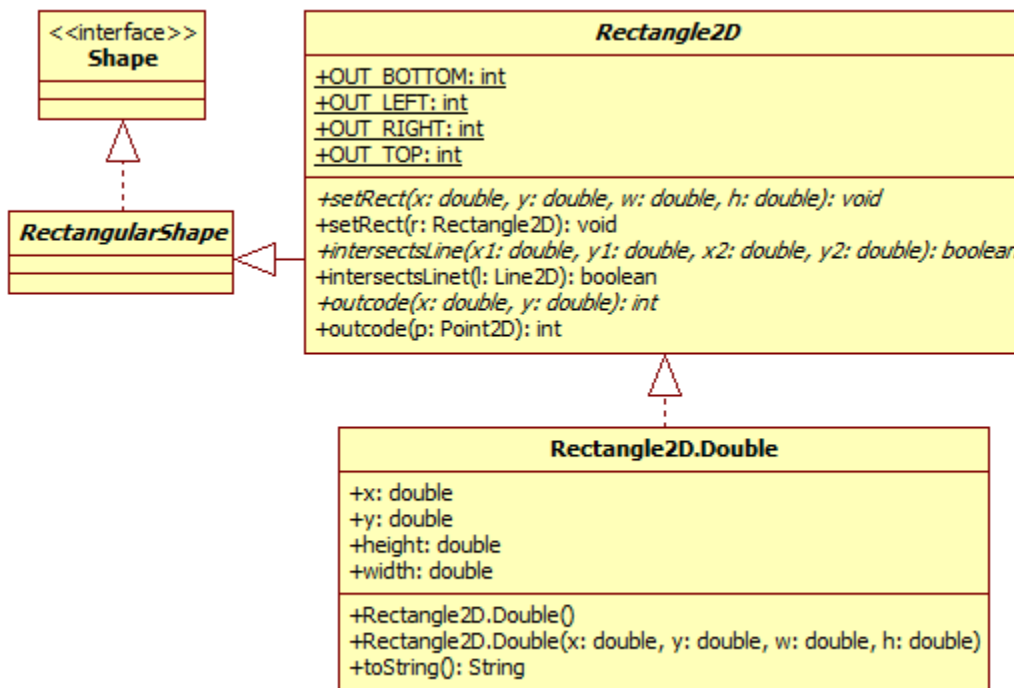 <<interface>>
Shape
RectangularShape
Rectangle2D
+OUT_BOTTOM: int
+OUT_LEFT: int
+OUT_RIGHT: int
+OUT_TOP: int
+setRect(x: double, y: double, w: double, h: double): void
+setRect(r: Rectangle2D): void
+intersectsLine(x1: double, y1: double, x2: double, y2: double): boolean
+intersectsLinet(l: Line2D): boolean
+outcode(x: double, y: double): int
+outcode(p: Point2D): int
Rectangle2D.Double
+x: double
+y: double
+height: double
+width: double
+Rectangle2D.Double()
+Rectangle2D.Double(x: double, y: double, w: double, h: double)
+toString(): String